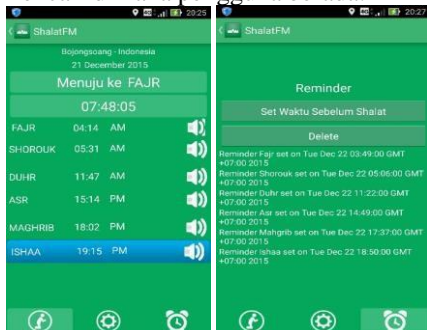 20:25
ShalatFM
Bojongsoang - Indonesia
21 December 2015
Menuju ke FAJR
07:48:05
FAJR 04:14 AM
SHOROUK 05:31 AM
DUHR 11:47 AM
ASR 15:14 PM
MAGHRIB 18:02 PM
ISHAA 19:15 PM
20:27
ShalatFM
Reminder
Set Waktu Sebelum Shalat
Delete
Reminder Fajr set on Tue Dec 22 03:49:00 GMT
+07:00 2015
Reminder Shorouk set on Tue Dec 22 05:06:00 GMT
+07:00 2015
Reminder Duhr set on Tue Dec 22 11:22:00 GMT
+07:00 2015
Reminder Asr set on Tue Dec 22 14:49:00 GMT
+07:00 2015
Reminder Mahgrib set on Tue Dec 22 17:37:00 GMT
+07:00 2015
Reminder Ishaa set on Tue Dec 22 18:50:00 GMT
+07:00 2015